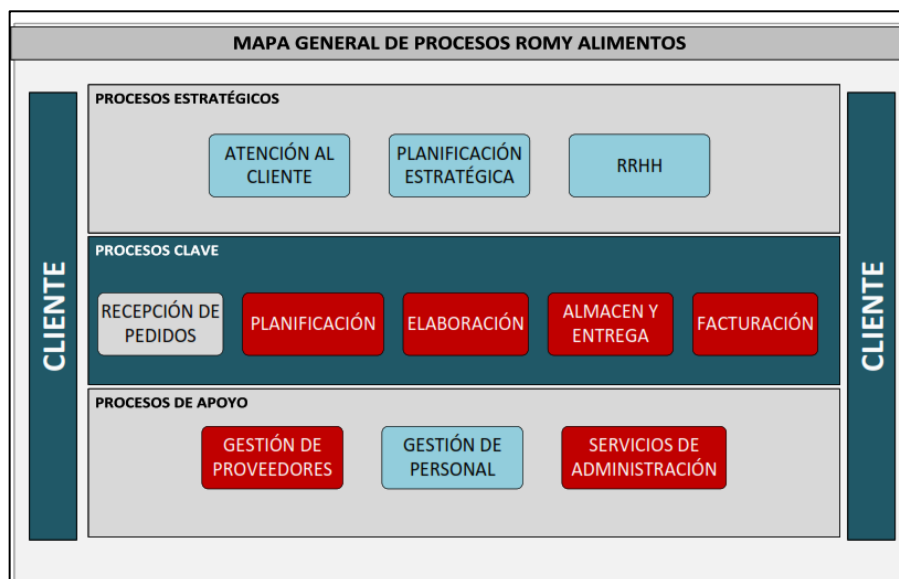 MAPA GENERAL DE PROCESOS ROMY ALIMENTOS
CLIENTE
PROCESOS ESTRATÉGICOS
ATENCIÓN AL
CLIENTE
PLANIFICACIÓN
ESTRATÉGICA
RRHH
PROCESOS CLAVE
RECEPCIÓN DE
PEDIDOS
PLANIFICACIÓN
ELABORACIÓN
ALMACEN Y
ENTREGA
FACTURACIÓN
PROCESOS DE APOYO
GESTIÓN DE
PROVEEDORES
GESTIÓN DE
PERSONAL
SERVICIOS DE
ADMINISTRACIÓN
CLIENTE